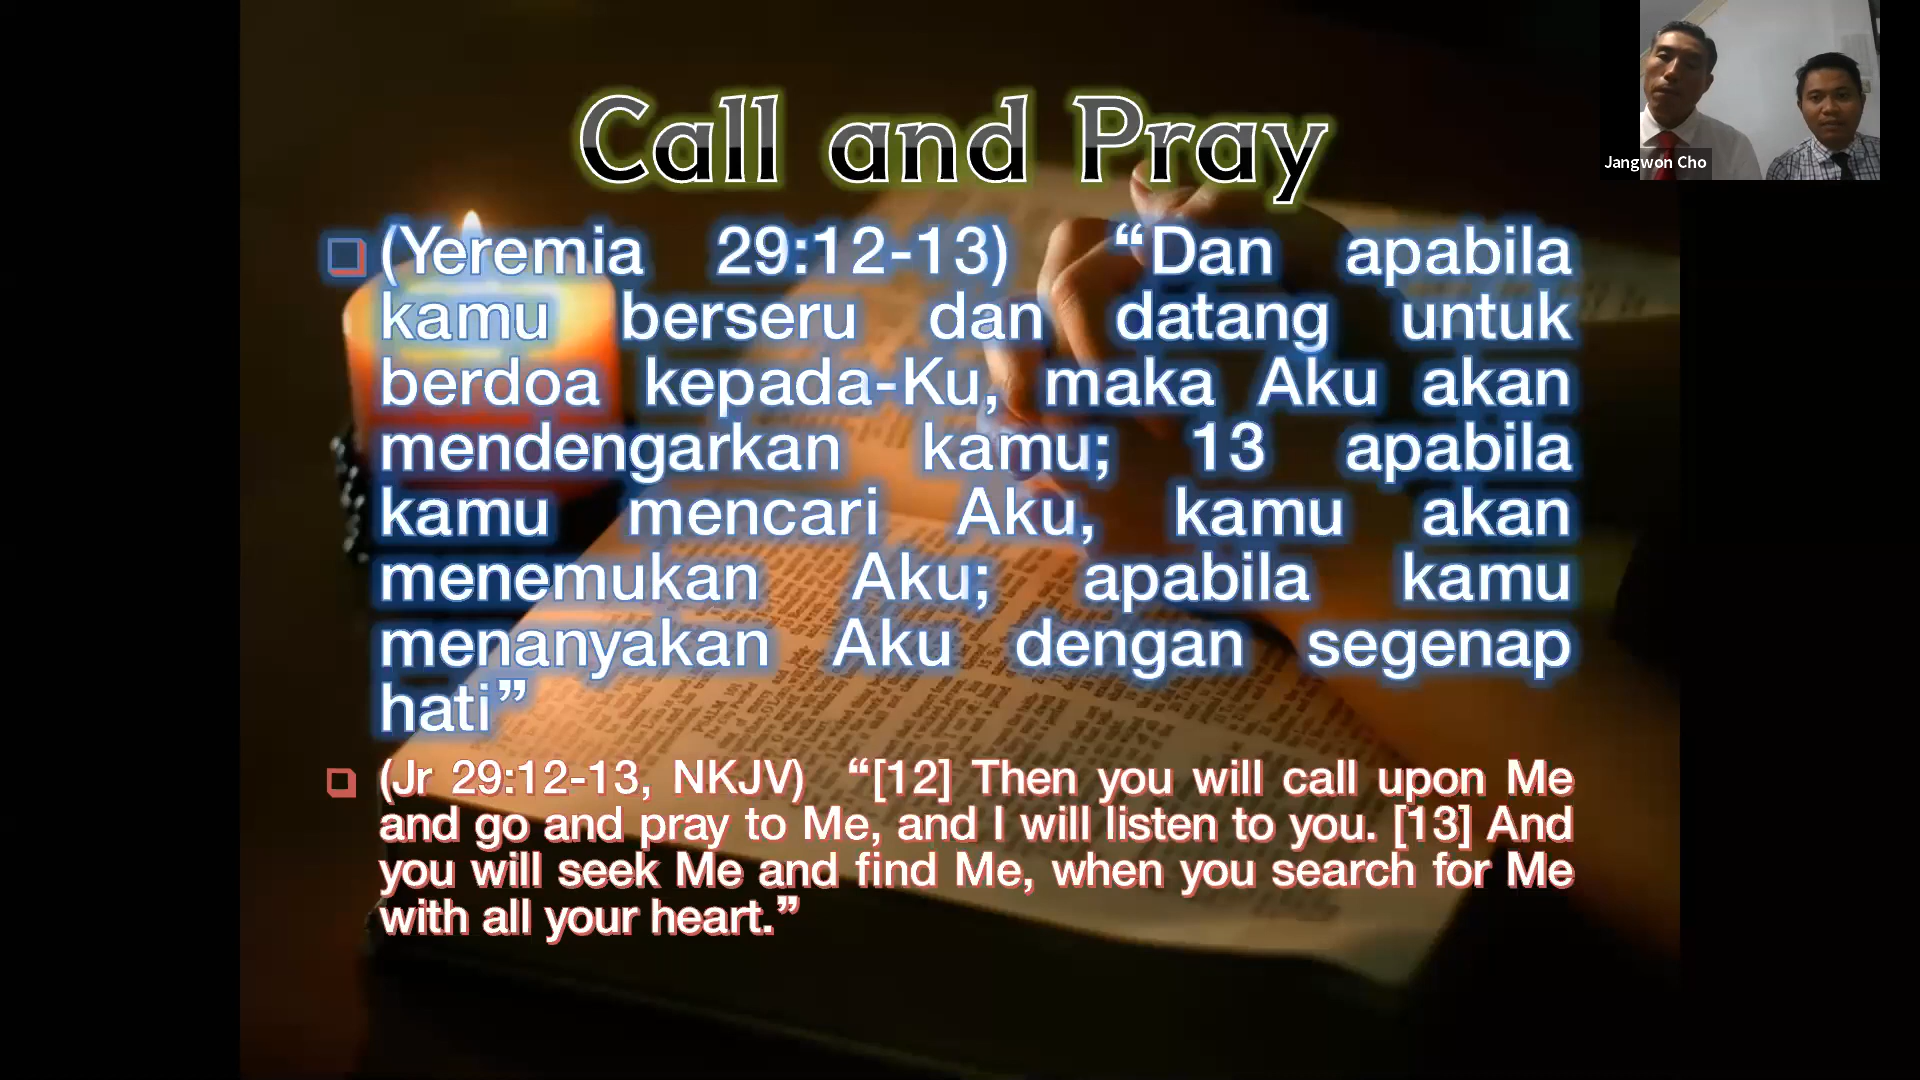 Call and Pray
(Yeremia 29:12-13) “Dan apabila
kamu berseru dan datang untuk
berdoa kepada-Ku, maka Aku akan
mendengarkan kamu; 13 apabila
kamu mencari Aku, kamu akan
menemukan Aku; apabila kamu
menanyakan Aku dengan segenap
hati”
(Jr 29:12-13, NKJV) “[12] Then you will call upon Me
and go and pray to Me, and I will listen to you. [13] And
you will seek Me and find Me, when you search for Me
with all your heart.”
Jangwon Cho